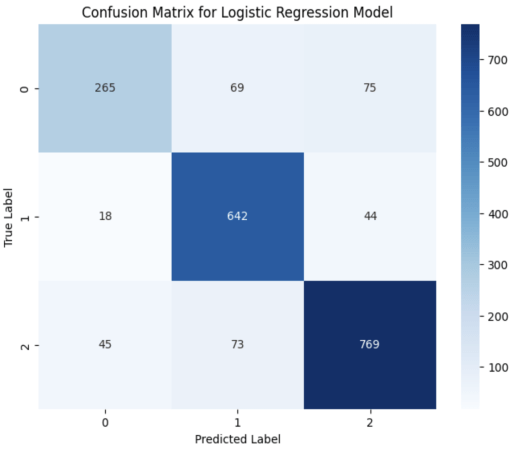 Confusion Matrix for Logistic Regression Model
0 265 69 75
1 18 642 44
2 45 73 769
0 1 2
True Label
Predicted Label
700
600
500
400
300
200
100